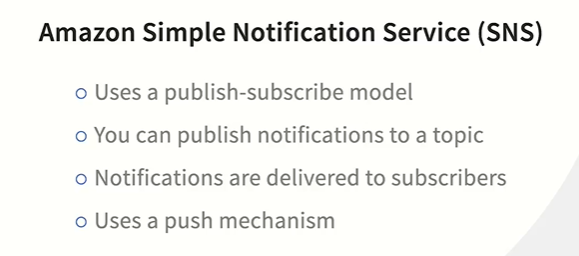 Amazon Simple Notification Service (SNS)
Uses a publish-subscribe model
You can publish notifications to a topic
Notifications are delivered to subscribers
Uses a push mechanism